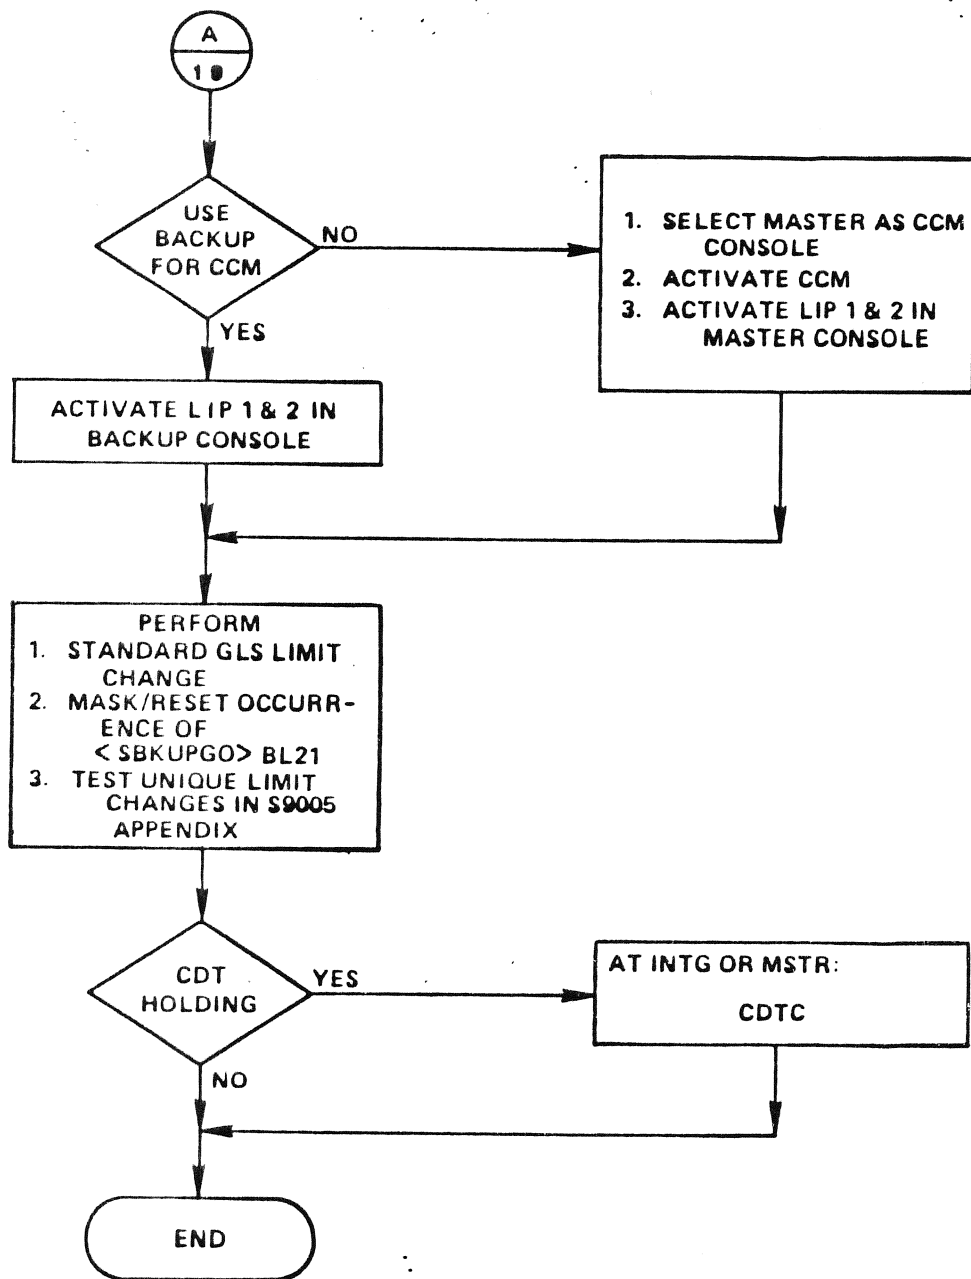 A
USE
BACKUP
FOR CCM
NO
YES
1. SELECT MASTER AS CCM
CONSOLE
2. ACTIVATE CCM
3. ACTIVATE LIP 1 & 2 IN
MASTER CONSOLE
ACTIVATE LIP 1 & 2 IN
BACKUP CONSOLE
PERFORM
1. STANDARD GLS LIMIT
CHANGE
2. MASK/RESET OCCURR-
ENCE OF
< SBKUPGO> BL21
3. TEST UNIQUE LIMIT
CHANGES IN S9005
APPENDIX
CDT
HOLDING
YES
NO
AT INTG OR MSTR:
CDTC
END